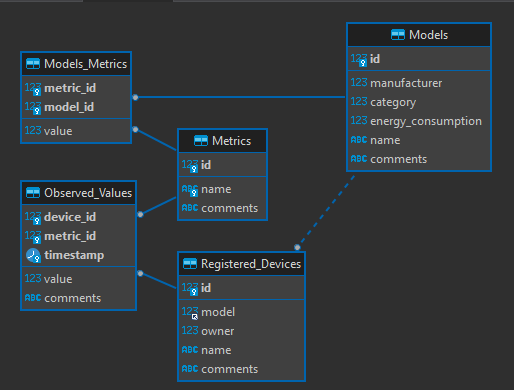 Models
123 id
123 manufacturer
123 category
123 energy_consumption
ABC name
ABC comments
Models_Metrics
123 metric_id
123 model_id
123 value
Metrics
123 id
ABC name
ABC comments
Observed_Values
123 device_id
123 metric_id
timestamp
123 value
ABC comments
Registered_Devices
123 id
123 model
123 owner
ABC name
ABC comments